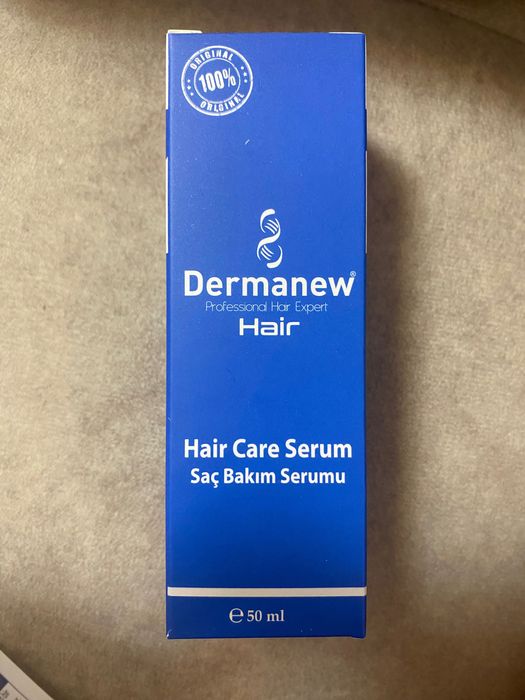 ORIGINAL
100%
ORIGINAL
Dermanew®
Professional Hair Expert
Hair
Hair Care Serum
Saç Bakım Serumu
℮ 50 ml